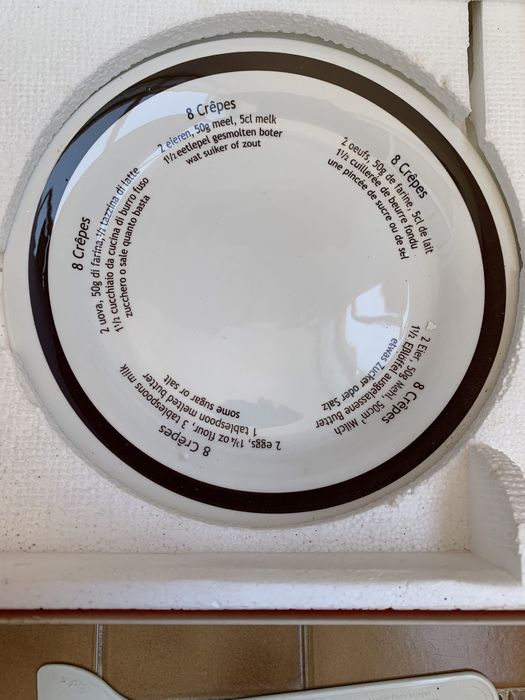 8 Crêpes
2 eieren, 50g meel, 5cl melk
1½ eetlepel gesmolten boter
wat suiker of zout
8 Crêpes
2 oeufs, 50g de farine, 5cl de lait
1½ cuillerée de beurre fondu
une pincée de sucre ou de sel
8 Crêpes
2 Eier, 50g Mehl, 50cm³ Milch
1½ Eßlöffel ausgelassene Butter
etwas Zucker oder Salz
8 Crêpes
2 eggs, 1¾ oz flour, 3 tablespoons milk
1 tablespoon melted butter
some sugar or salt
8 Crêpes
2 uova, 50g di farina, ½ tazzina di latte
1½ cucchiaio da cucina di burro fuso
zucchero o sale quanto basta